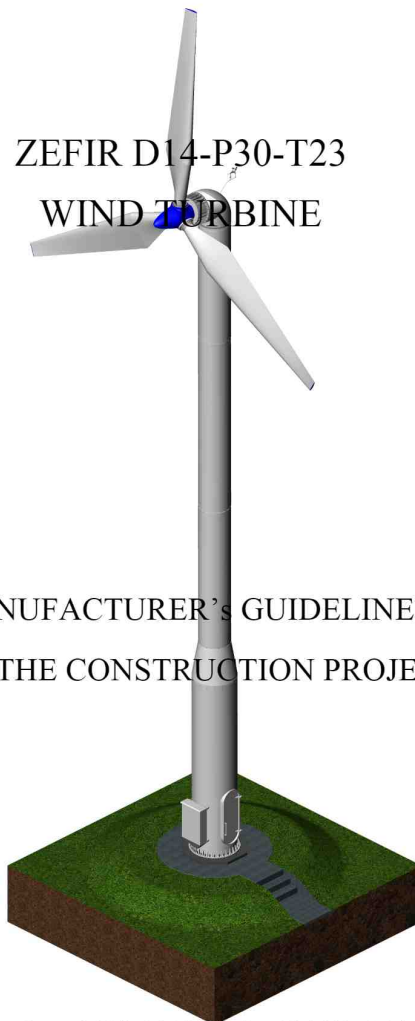 ZEFIR D14-P30-T23
WIND TURBINE
NUFACTURER's GUIDELINE
THE CONSTRUCTION PROJE